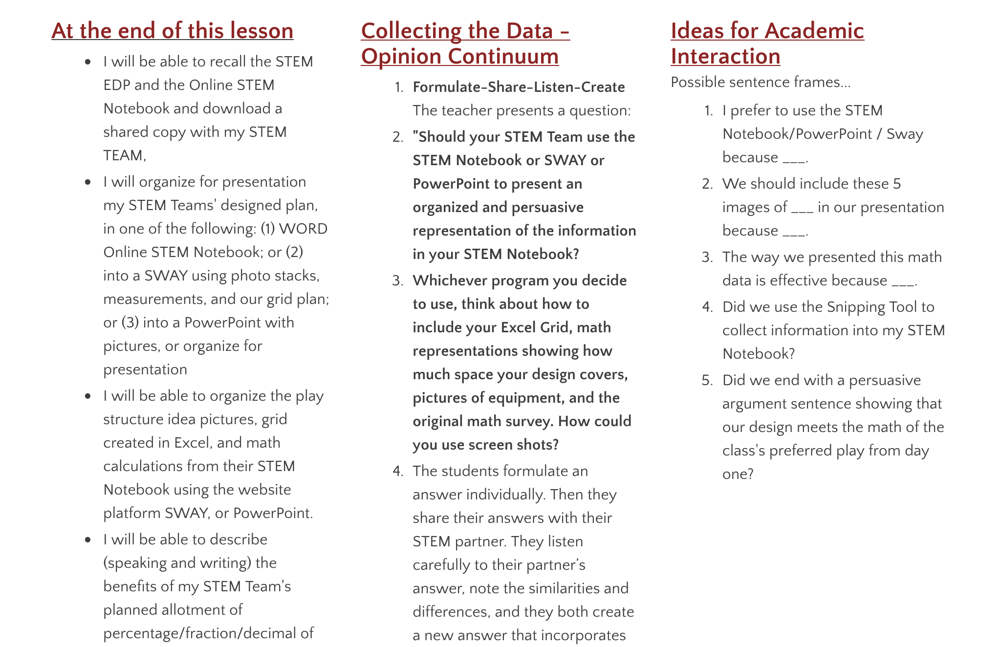 At the end of this lesson
• I will be able to recall the STEM
EDP and the Online STEM
Notebook and download a
shared copy with my STEM
TEAM,
• I will organize for presentation
my STEM Teams' designed plan,
in one of the following: (1) WORD
Online STEM Notebook; or (2)
into a SWAY using photo stacks,
measurements, and our grid plan;
or (3) into a PowerPoint with
pictures, or organize for
presentation
• I will be able to organize the play
structure idea pictures, grid
created in Excel, and math
calculations from their STEM
Notebook using the website
platform SWAY, or PowerPoint.
• I will be able to describe
(speaking and writing) the
benefits of my STEM Team's
planned allotment of
percentage/fraction/decimal of
Collecting the Data -
Opinion Continuum
1. Formulate-Share-Listen-Create
The teacher presents a question:
2. "Should your STEM Team use the
STEM Notebook or SWAY or
PowerPoint to present an
organized and persuasive
representation of the information
in your STEM Notebook?
3. Whichever program you decide
to use, think about how to
include your Excel Grid, math
representations showing how
much space your design covers,
pictures of equipment, and the
original math survey. How could
you use screen shots?
4. The students formulate an
answer individually. Then they
share their answers with their
STEM partner. They listen
carefully to their partner’s
answer, note the similarities and
differences, and they both create
a new answer that incorporates
Ideas for Academic
Interaction
Possible sentence frames...
1. I prefer to use the STEM
Notebook/PowerPoint / Sway
because ___.
2. We should include these 5
images of ___ in our presentation
because ___.
3. The way we presented this math
data is effective because ___.
4. Did we use the Snipping Tool to
collect information into my STEM
Notebook?
5. Did we end with a persuasive
argument sentence showing that
our design meets the math of the
class's preferred play from day
one?